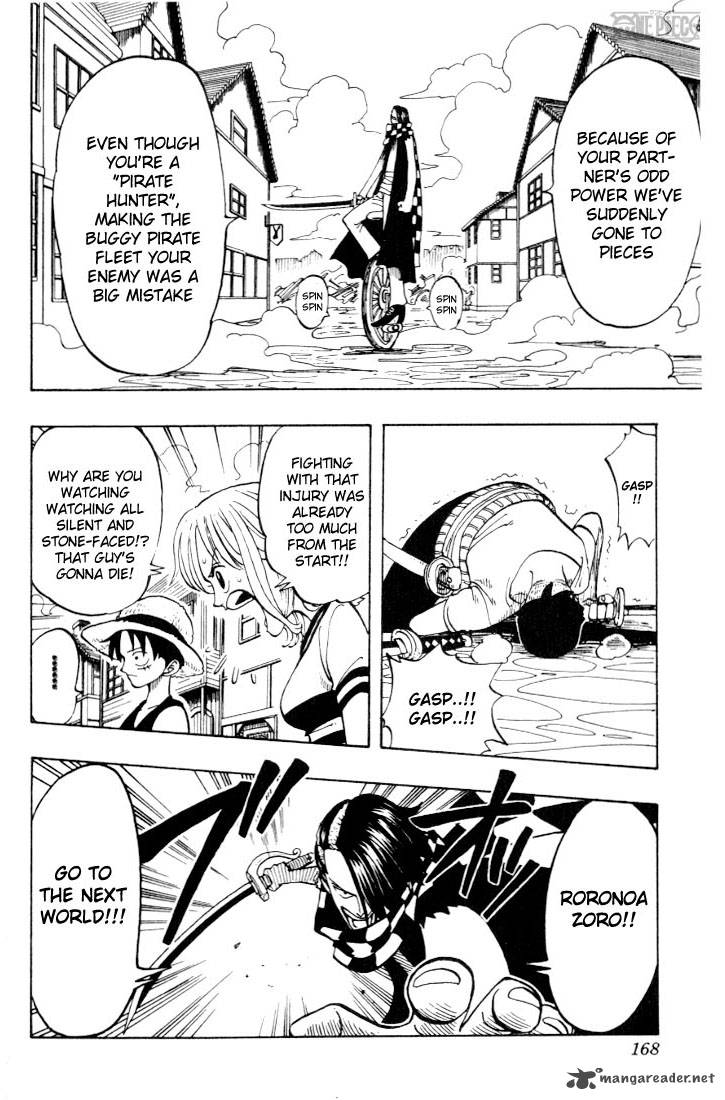 ONE PIECE
BECAUSE OF
YOUR PART-
NER'S ODD
POWER WE'VE
SUDDENLY
GONE TO
PIECES
EVEN THOUGH
YOU'RE A
"PIRATE
HUNTER",
MAKING THE
BUGGY PIRATE
FLEET YOUR
ENEMY WAS A
BIG MISTAKE
SPIN
SPIN
SPIN
SPIN
GASP
!!
GASP..!!
GASP..!!
FIGHTING
WITH THAT
INJURY WAS
ALREADY
TOO MUCH
FROM THE
START!!
WHY ARE YOU
WATCHING
WATCHING ALL
SILENT AND
STONE-FACED!?
THAT GUY'S
GONNA DIE!
......
RORONOA
ZORO!!
GO TO
THE NEXT
WORLD!!!
168
mangareader.net